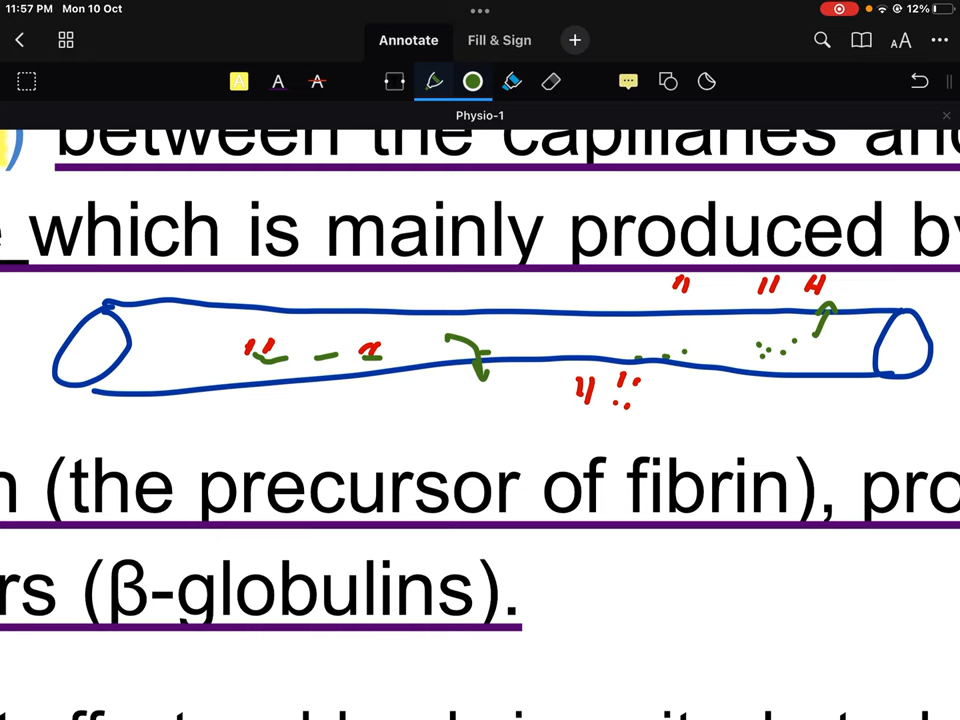 11:57 PM Mon 10 Oct 12%
Annotate Fill & Sign
A A A AA
Physio-1
) between the capillaries and
which is mainly produced by
n (the precursor of fibrin), pro
rs (β-globulins).